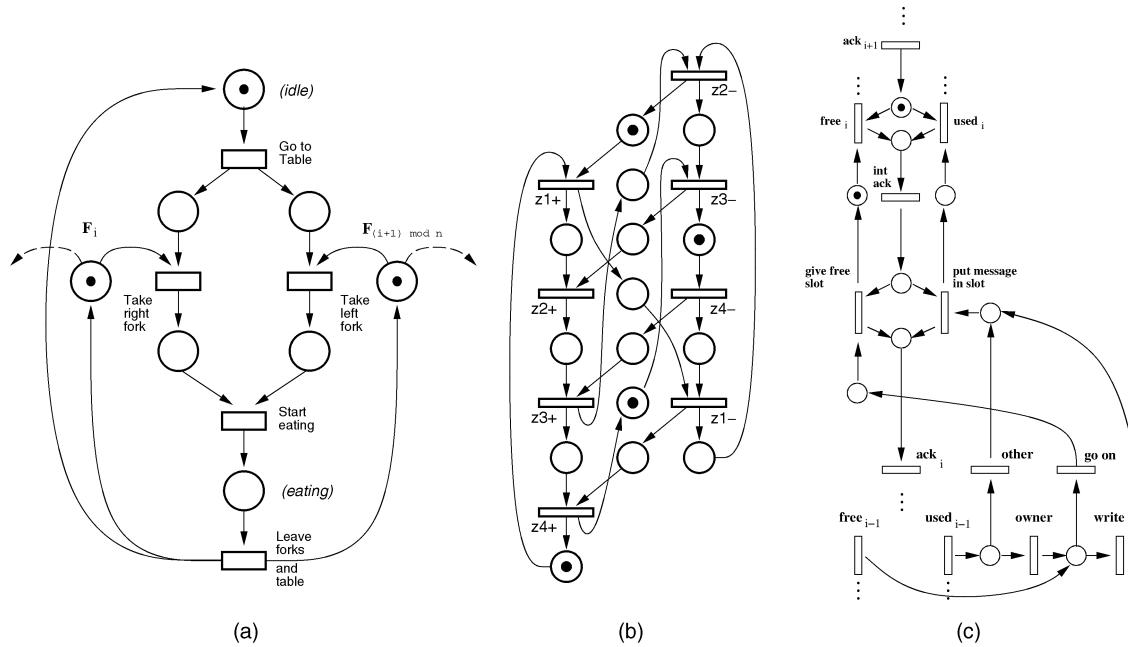 (idle)
Go to
Table
F i
F (i+1) mod n
Take
right
fork
Take
left
fork
Start
eating
(eating)
Leave
forks
and
table
(a)
z2−
z1+
z3−
z2+
z4−
z3+
z1−
z4+
(b)
ack i+1
free i
used i
int
ack
give free
slot
put message
in slot
ack i
other
go on
free i−1
used i−1
owner
write
(c)